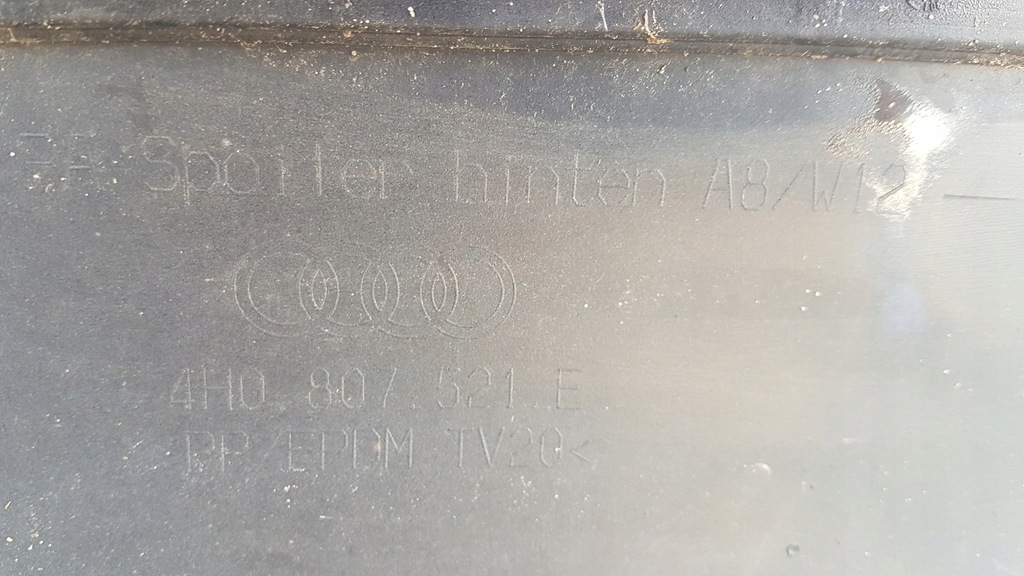 Spoiler hinten A8/W12
4H0.807.521.E
PP/EPDM TV20<